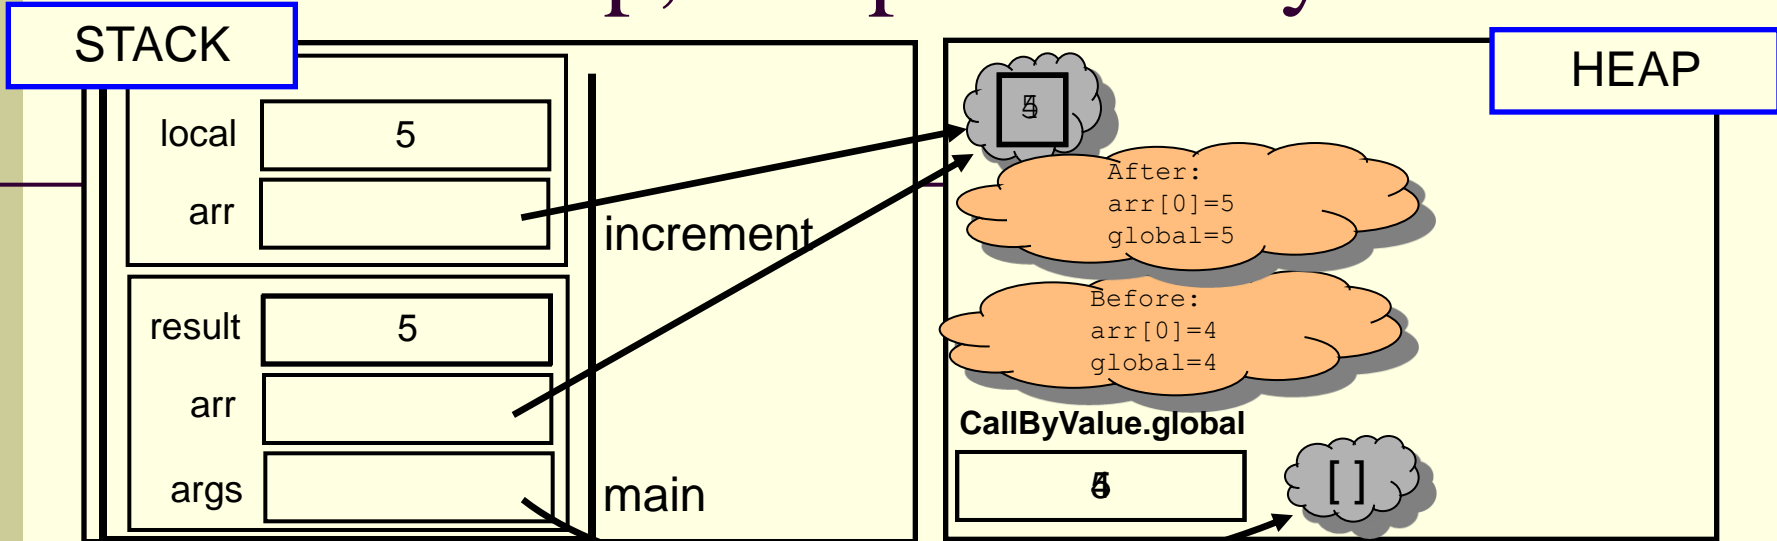 STACK
HEAP
local
5
arr
increment
result
5
arr
args
main
After:
arr[0]=5
global=5
Before:
arr[0]=4
global=4
CallByValue.global
[]